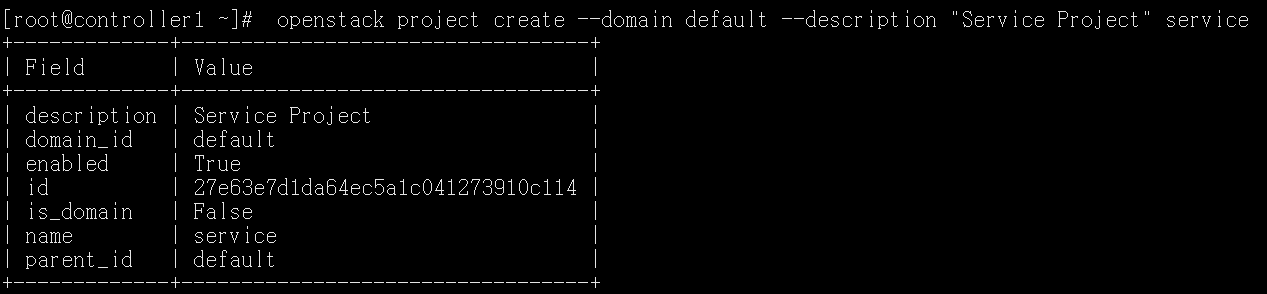 [root@controller1 ~]#  openstack project create --domain default --description "Service Project" service
+-------------+----------------------------------+
| Field       | Value                            |
+-------------+----------------------------------+
| description | Service Project                  |
| domain_id   | default                          |
| enabled     | True                             |
| id          | 27e63e7d1da64ec5a1c041273910c114 |
| is_domain   | False                            |
| name        | service                          |
| parent_id   | default                          |
+-------------+----------------------------------+